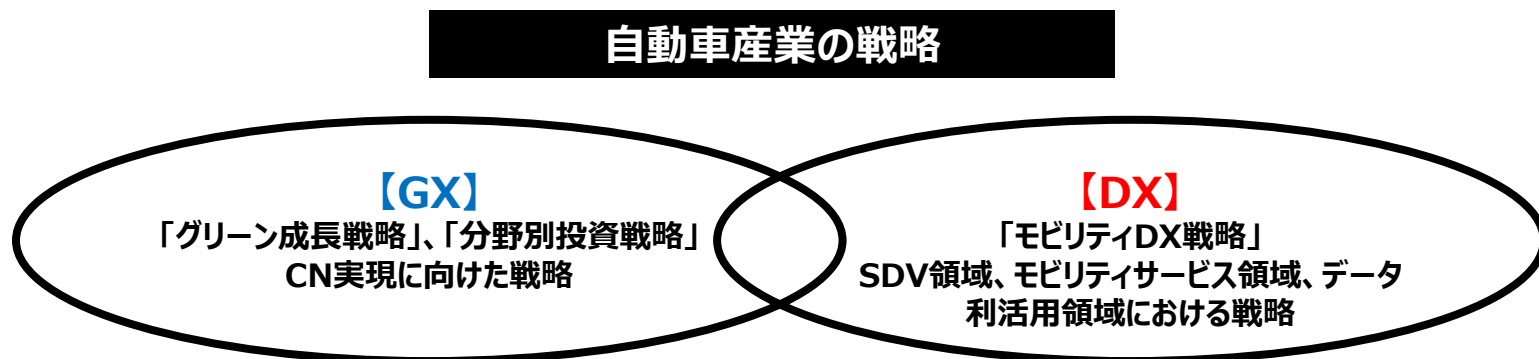 自動車産業の戦略
【GX】
「グリーン成長戦略」、「分野別投資戦略」
CN実現に向けた戦略
【DX】
「モビリティDX戦略」
SDV領域、モビリティサービス領域、データ
利活用領域における戦略